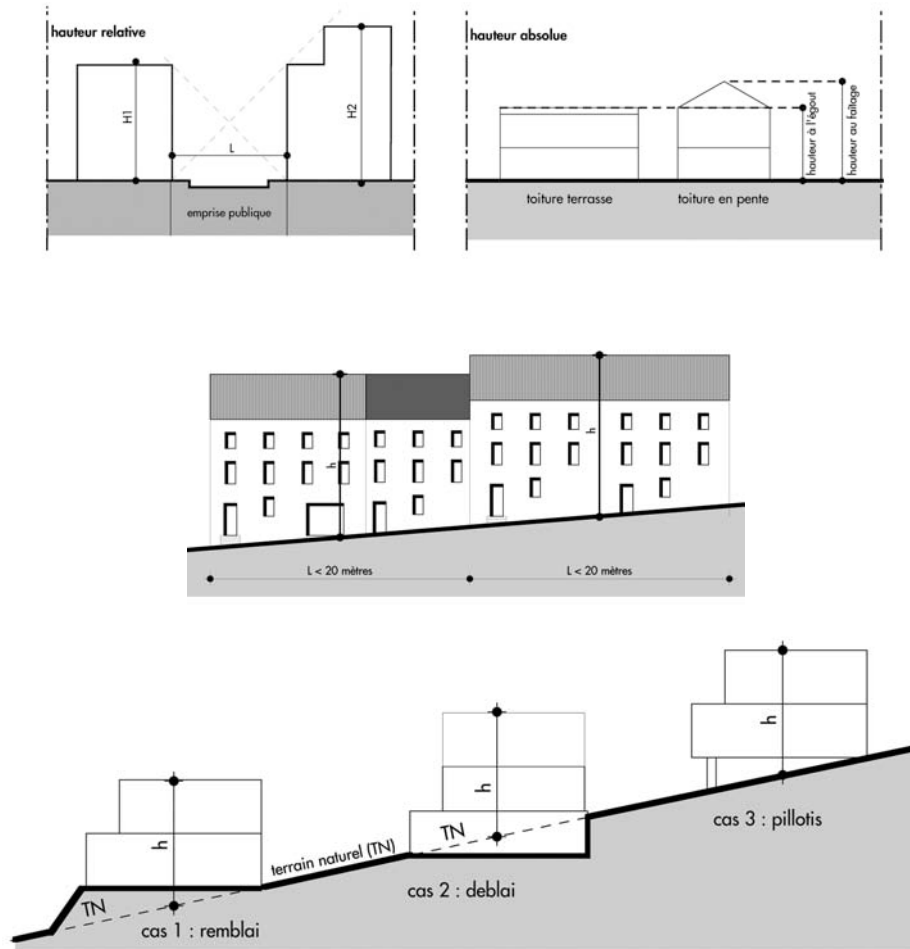 hauteur relative
H1
L
H2
emprise publique
hauteur absolue
hauteur à l'égout
hauteur au faîtage
toiture terrasse
toiture en pente
h
h
L < 20 mètres
L < 20 mètres
h
TN
cas 1 : remblai
terrain naturel (TN)
h
TN
cas 2 : deblai
h
cas 3 : pillotis